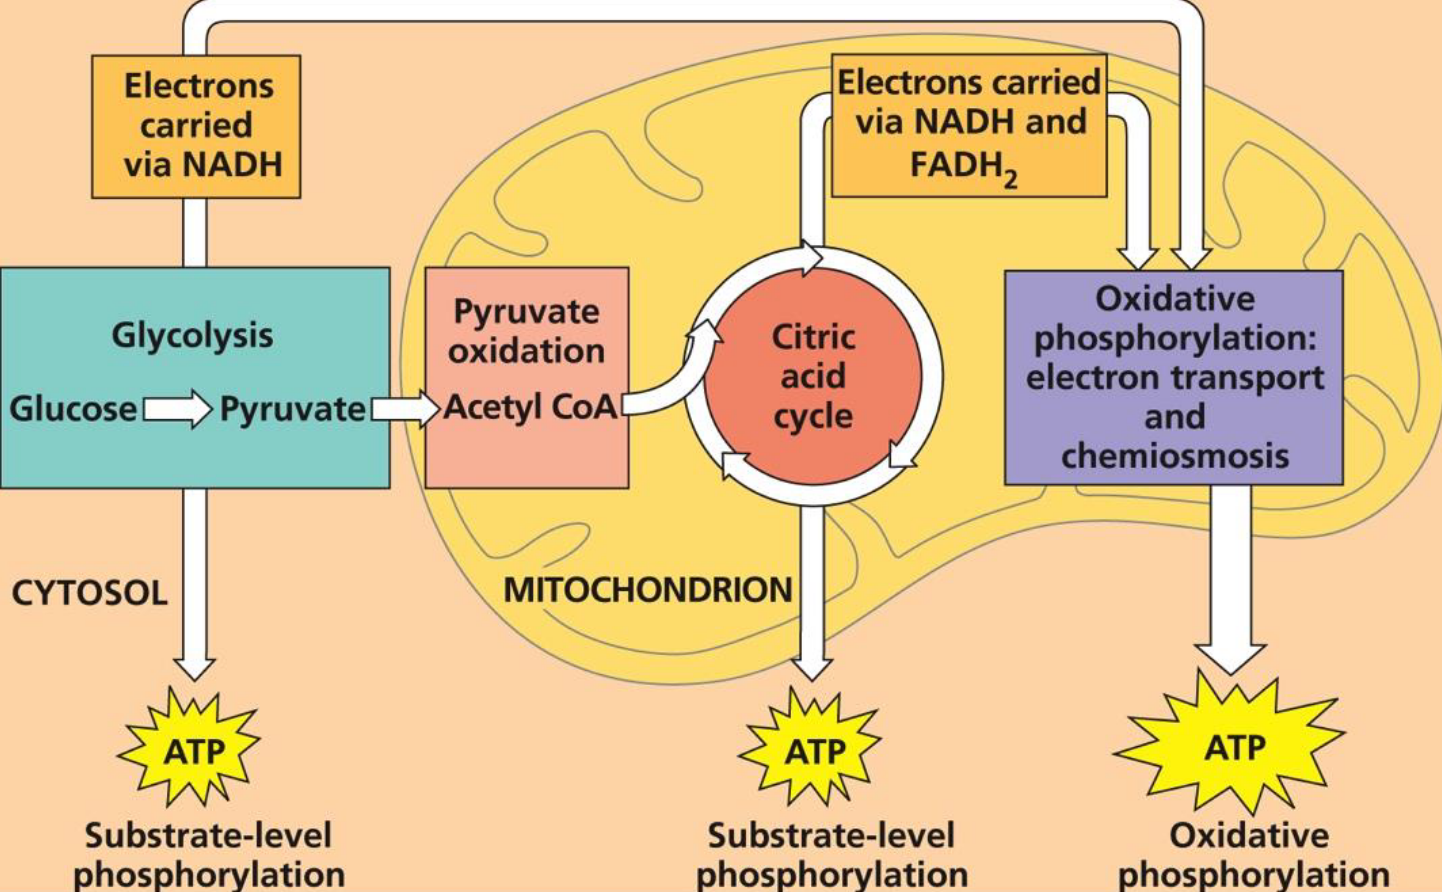 Electrons
carried
via NADH
Electrons carried
via NADH and
FADH₂
Glycolysis
Glucose
Pyruvate
Pyruvate
oxidation
Acetyl CoA
Citric
acid
cycle
Oxidative
phosphorylation:
electron transport
and
chemiosmosis
CYTOSOL
MITOCHONDRION
ATP
ATP
ATP
Substrate-level
phosphorylation
Substrate-level
phosphorylation
Oxidative
phosphorylation